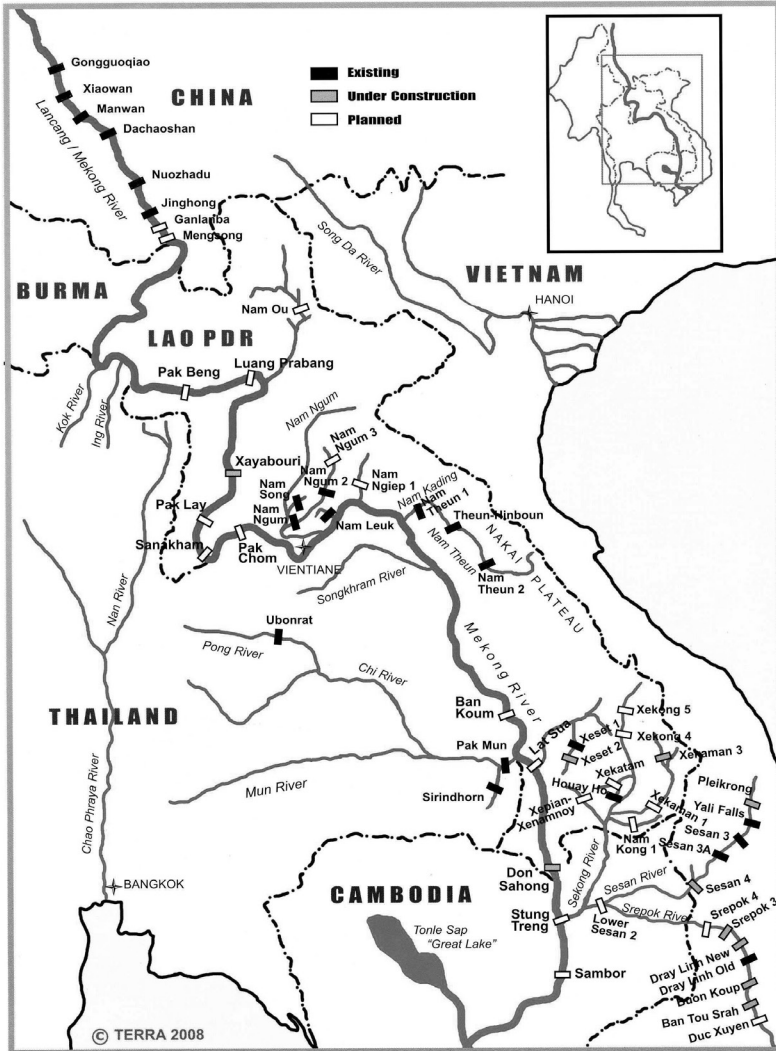 Gongguoqiao
Xiaowan
Manwan
Dachaoshan
Nuozhadu
Jinghong
Ganlanba
Mengsong
Lancang / Mekong River
CHINA
Existing
Under Construction
Planned
BURMA
LAO PDR
Nam Ou
Song Da River
VIETNAM
HANOI
Pak Beng
Luang Prabang
Kok River
Ing River
Nam Ngum
Xayabouri
Nam
Ngum 3
Nam
Ngum 2
Nam
Song
Nam
Ngum
Nam
Ngiep 1
Nam Leuk
Nam Kading
Nam
Theun 1
Theun-Hinboun
Nam Theun
Nam
Theun 2
NAKAI PLATEAU
Pak Lay
Sanakham
Pak
Chom
VIENTIANE
Songkhram River
Nan River
Ubonrat
Pong River
Chi River
Mekong River
THAILAND
Ban
Koum
Lat Sua
Pak Mun
Mun River
Sirindhorn
Chao Phraya River
BANGKOK
Xekong 5
Xeset 1
Xeset 2
Xekong 4
Xekaman 3
Xekatam
Houay Ho
Xepian-
Xenamnoy
Xekaman 1
Nam
Kong 1
Pleikrong
Yali Falls
Sesan 3
Sesan 3A
Sesan 4
Don
Sahong
Sekong River
Sesan River
Srepok River
CAMBODIA
Stung
Treng
Lower
Sesan 2
Srepok 4
Srepok 3
Tonle Sap
"Great Lake"
Sambor
Dray Linh New
Dray Linh Old
Buon Koup
Ban Tou Srah
Duc Xuyen
© TERRA 2008